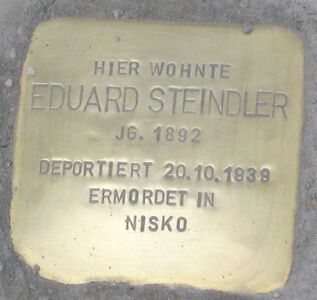 HIER WOHNTE
EDUARD STEINDLER
JG. 1892
DEPORTIERT 20.10.1939
ERMORDET IN
NISKO